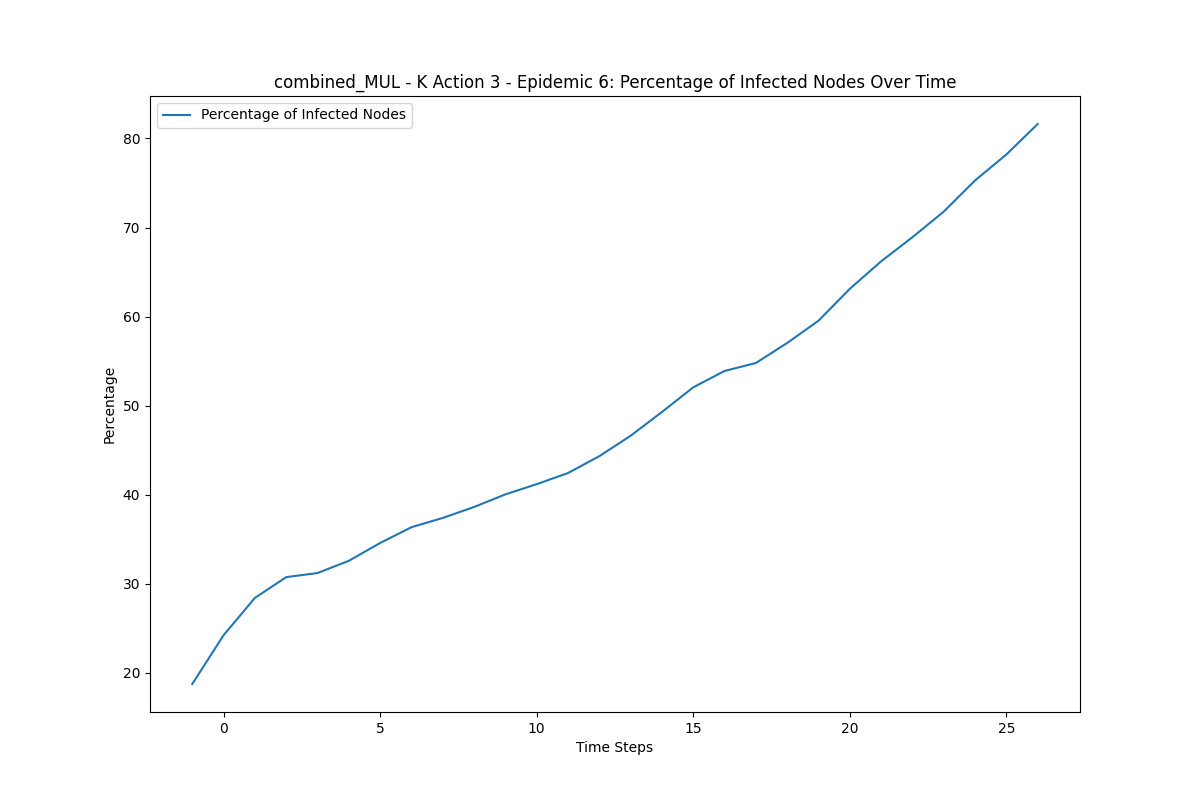 combined_MUL - K Action 3 - Epidemic 6: Percentage of Infected Nodes Over Time
Percentage of Infected Nodes
80
70
60
50
40
30
20
Percentage
0 5 10 15 20 25
Time Steps